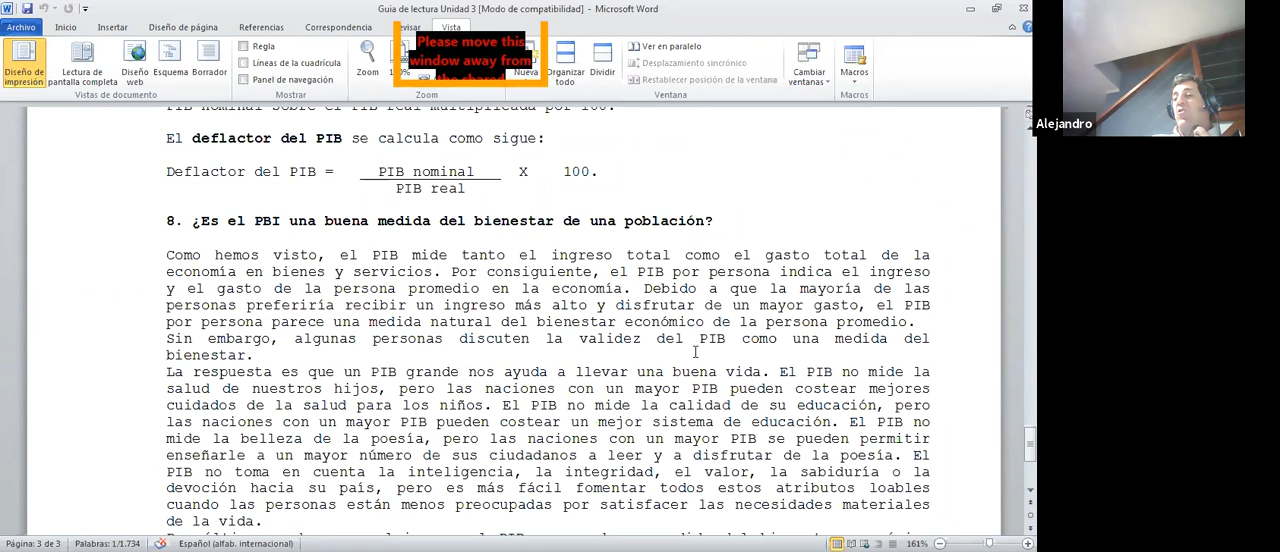 Guia de lectura Unidad 3 [Modo de compatibilidad] - Microsoft Word
Archivo Inicio Insertar Diseño de página Referencias Correspondencia Vista
Please move this
window away from
the shared
Diseño de impresión
Lectura de pantalla completa
Diseño web
Esquema
Borrador
Vistas de documento
Regla
Líneas de la cuadrícula
Panel de navegación
Mostrar
Zoom
Zoom
Nueva
Organizar todo
Dividir
Ver en paralelo
Desplazamiento sincrónico
Restablecer posición de la ventana
Ventana
Cambiar ventanas
Macros
Macros
Alejandro
PIB nominal sobre el PIB real multiplicada por 100.
El deflactor del PIB se calcula como sigue:
Deflactor del PIB = PIB nominal X 100.
PIB real
8. ¿Es el PBI una buena medida del bienestar de una población?
Como hemos visto, el PIB mide tanto el ingreso total como el gasto total de la
economía en bienes y servicios. Por consiguiente, el PIB por persona indica el ingreso
y el gasto de la persona promedio en la economía. Debido a que la mayoría de las
personas preferiría recibir un ingreso más alto y disfrutar de un mayor gasto, el PIB
por persona parece una medida natural del bienestar económico de la persona promedio.
Sin embargo, algunas personas discuten la validez del PIB como una medida del
bienestar.
La respuesta es que un PIB grande nos ayuda a llevar una buena vida. El PIB no mide la
salud de nuestros hijos, pero las naciones con un mayor PIB pueden costear mejores
cuidados de la salud para los niños. El PIB no mide la calidad de su educación, pero
las naciones con un mayor PIB pueden costear un mejor sistema de educación. El PIB no
mide la belleza de la poesía, pero las naciones con un mayor PIB se pueden permitir
enseñarle a un mayor número de sus ciudadanos a leer y a disfrutar de la poesía. El
PIB no toma en cuenta la inteligencia, la integridad, el valor, la sabiduría o la
devoción hacia su país, pero es más fácil fomentar todos estos atributos loables
cuando las personas están menos preocupadas por satisfacer las necesidades materiales
de la vida.
Página: 3 de 3 Palabras: 1/1.734 Español (alfab. internacional) 161%